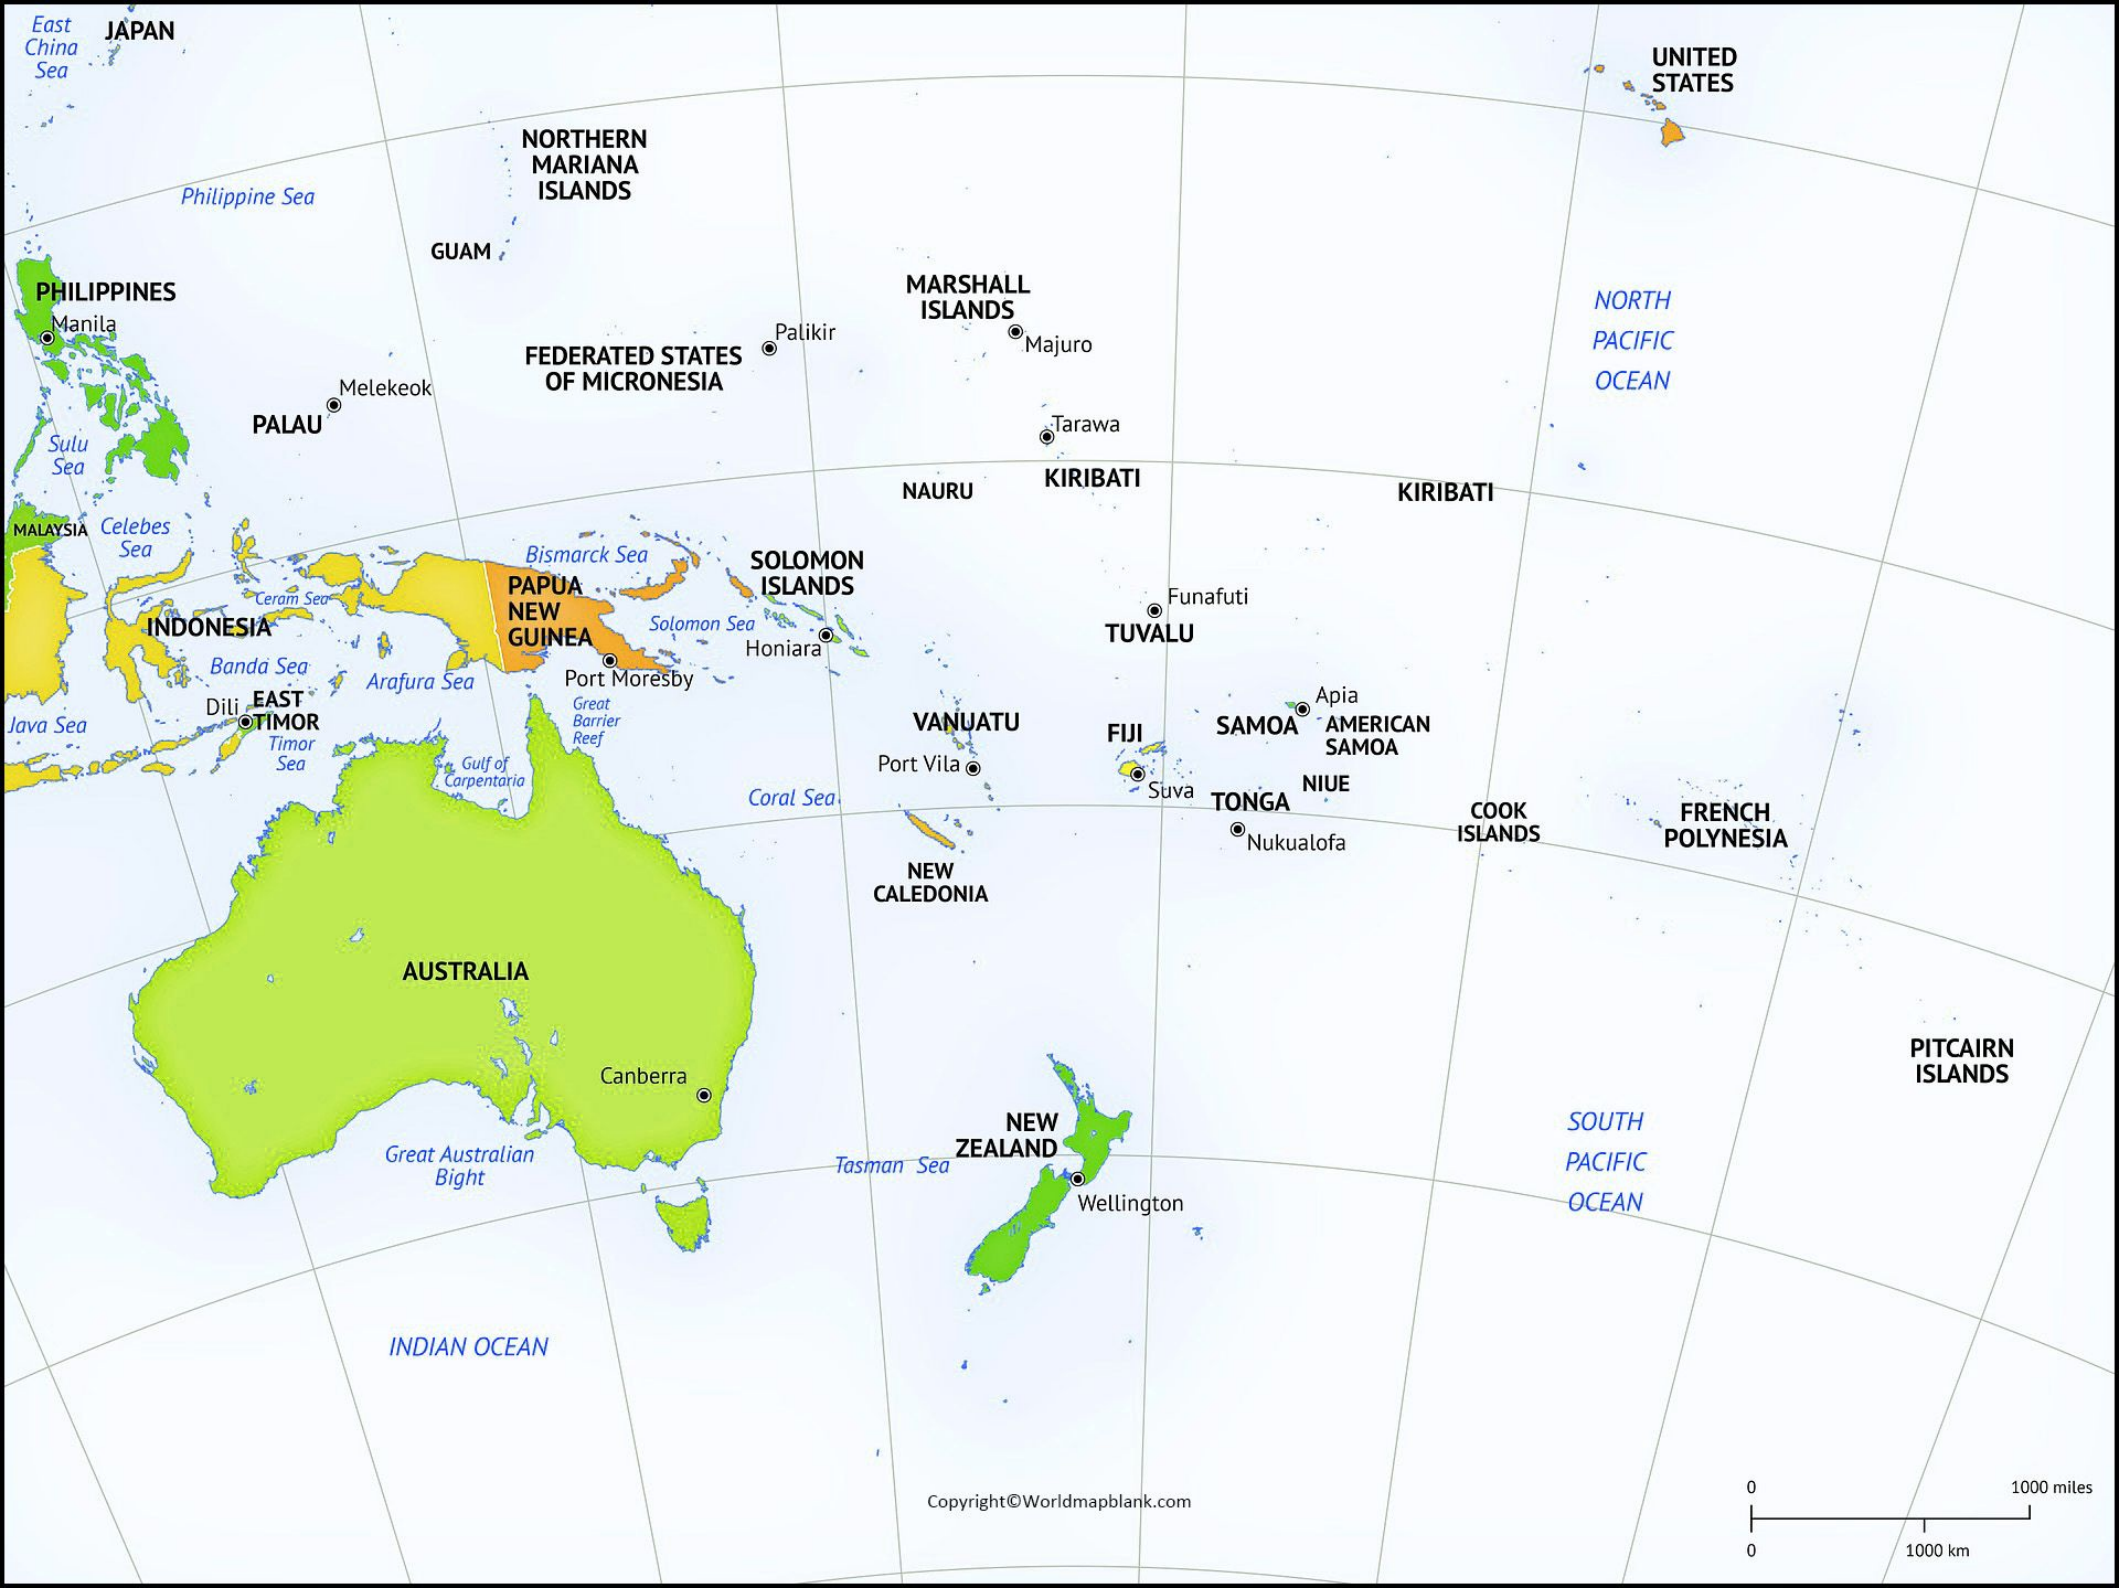 East
China
Sea
JAPAN
UNITED
STATES
NORTHERN
MARIANA
ISLANDS
Philippine Sea
GUAM
PHILIPPINES
Manila
MARSHALL
ISLANDS
Majuro
NORTH
PACIFIC
OCEAN
Palikir
FEDERATED STATES
OF MICRONESIA
Melekeok
PALAU
Tarawa
KIRIBATI
NAURU
KIRIBATI
Sulu
Sea
MALAYSIA
Celebes
Sea
Bismarck Sea
SOLOMON
ISLANDS
PAPUA
NEW
GUINEA
Ceram Sea
INDONESIA
Solomon Sea
Honiara
Funafuti
TUVALU
Banda Sea
Arafura Sea
Port Moresby
Dili
EAST
TIMOR
Java Sea
Timor
Sea
Great
Barrier
Reef
Gulf of
Carpentaria
VANUATU
Port Vila
FIJI
Suva
Apia
SAMOA
AMERICAN
SAMOA
NIUE
TONGA
Nukualofa
Coral Sea
COOK
ISLANDS
FRENCH
POLYNESIA
NEW
CALEDONIA
AUSTRALIA
Canberra
PITCAIRN
ISLANDS
NEW
ZEALAND
Great Australian
Bight
Tasman Sea
Wellington
SOUTH
PACIFIC
OCEAN
INDIAN OCEAN
Copyright©Worldmapblank.com
0 1000 miles
0 1000 km